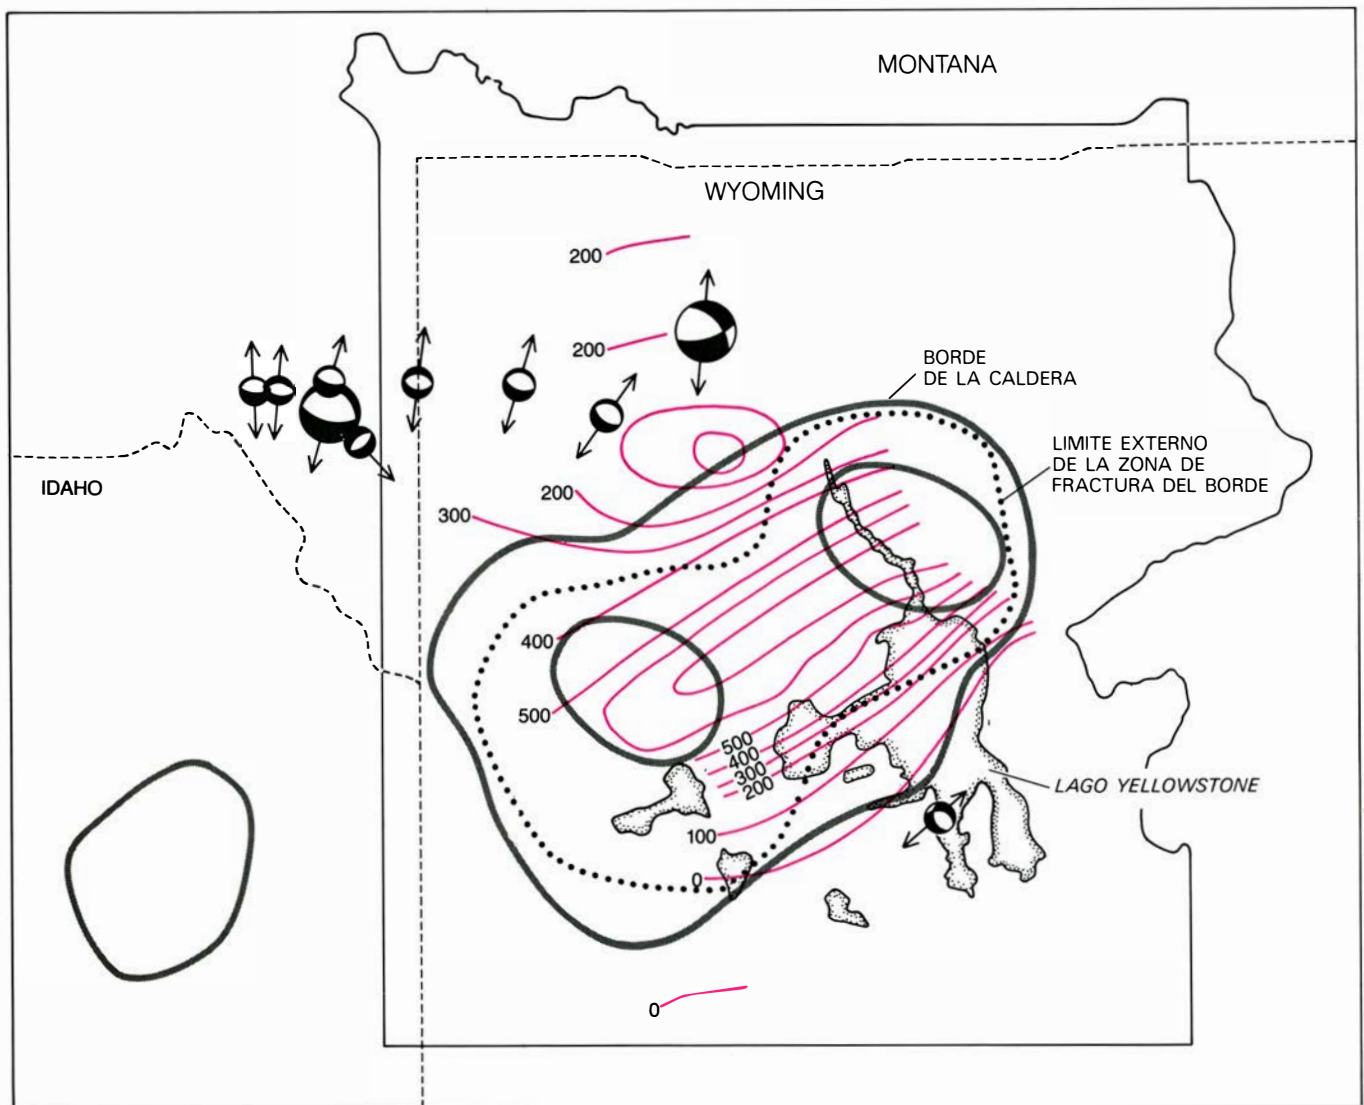 MONTANA
WYOMING
200
200
BORDE
DE LA CALDERA
LIMITE EXTERNO
DE LA ZONA DE
FRACTURA DEL BORDE
IDAHO
200
300
400
500
500
400
300
200
LAGO YELLOWSTONE
100
0
0